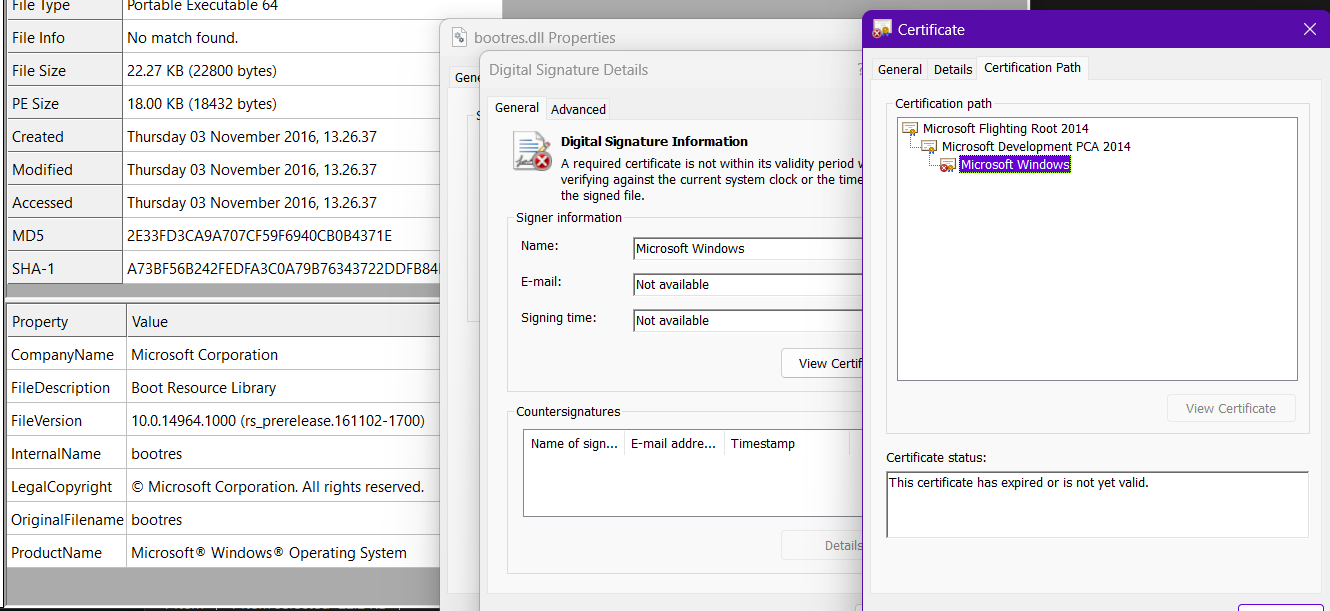 File Type Portable Executable 64
File Info No match found.
File Size 22.27 KB (22800 bytes)
PE Size 18.00 KB (18432 bytes)
Created Thursday 03 November 2016, 13.26.37
Modified Thursday 03 November 2016, 13.26.37
Accessed Thursday 03 November 2016, 13.26.37
MD5 2E33FD3CA9A707CF59F6940CB0B4371E
SHA-1 A73BF56B242FEDFA3C0A79B76343722DDFB84
Property Value
CompanyName Microsoft Corporation
FileDescription Boot Resource Library
FileVersion 10.0.14964.1000 (rs_prerelease.161102-1700)
InternalName bootres
LegalCopyright © Microsoft Corporation. All rights reserved.
OriginalFilename bootres
ProductName Microsoft® Windows® Operating System
bootres.dll Properties
Gene
Digital Signature Details
?
General Advanced
Digital Signature Information
A required certificate is not within its validity period
verifying against the current system clock or the time
the signed file.
Signer information
Name: Microsoft Windows
E-mail: Not available
Signing time: Not available
View Certif
Countersignatures
Name of sign... E-mail addre... Timestamp
Details
Certificate
General Details Certification Path
Certification path
Microsoft Flighting Root 2014
Microsoft Development PCA 2014
Microsoft Windows
View Certificate
Certificate status:
This certificate has expired or is not yet valid.